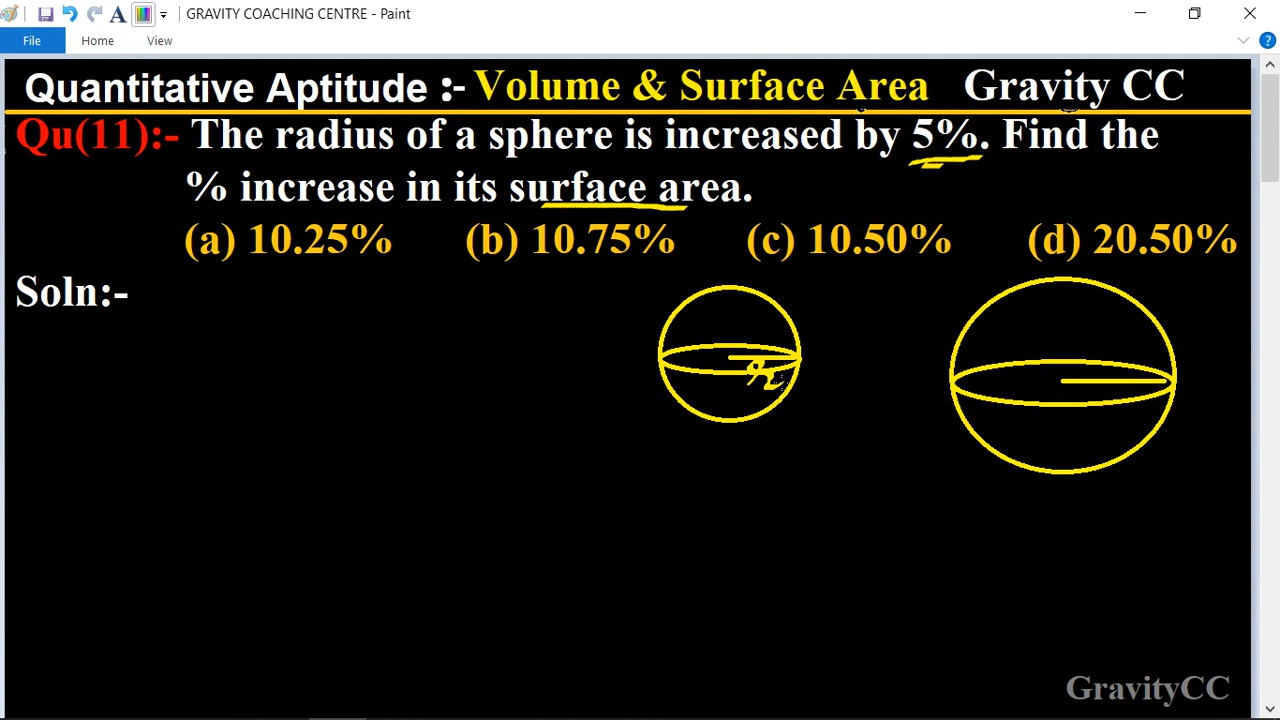 GRAVITY COACHING CENTRE - Paint
File Home View
Quantitative Aptitude :- Volume & Surface Area Gravity CC
Qu(11):- The radius of a sphere is increased by 5%. Find the
% increase in its surface area.
(a) 10.25% (b) 10.75% (c) 10.50% (d) 20.50%
Soln:-
GravityCC